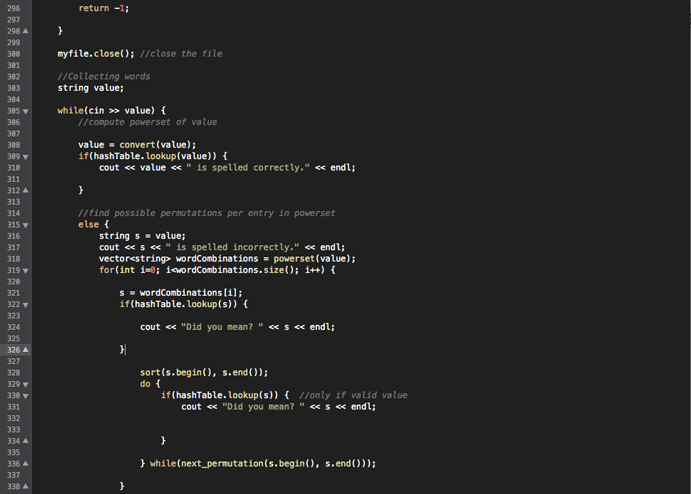 296 return -1;
297
298 }
299
300 myfile.close(); //close the file
301
302 //Collecting words
303 string value;
304
305 while(cin >> value) {
306 //compute powerset of value
307
308 value = convert(value);
309 if(hashTable.lookup(value)) {
310 cout << value << " is spelled correctly." << endl;
311
312 }
313
314 //find possible permutations per entry in powerset
315 else {
316 string s = value;
317 cout << s << " is spelled incorrectly." << endl;
318 vector<string> wordCombinations = powerset(value);
319 for(int i=0; i<wordCombinations.size(); i++) {
320
321 s = wordCombinations[i];
322 if(hashTable.lookup(s)) {
323
324 cout << "Did you mean? " << s << endl;
325
326 }
327
328 sort(s.begin(), s.end());
329 do {
330 if(hashTable.lookup(s)) { //only if valid value
331 cout << "Did you mean? " << s << endl;
332
333
334 }
335
336 } while(next_permutation(s.begin(), s.end()));
337
338 }